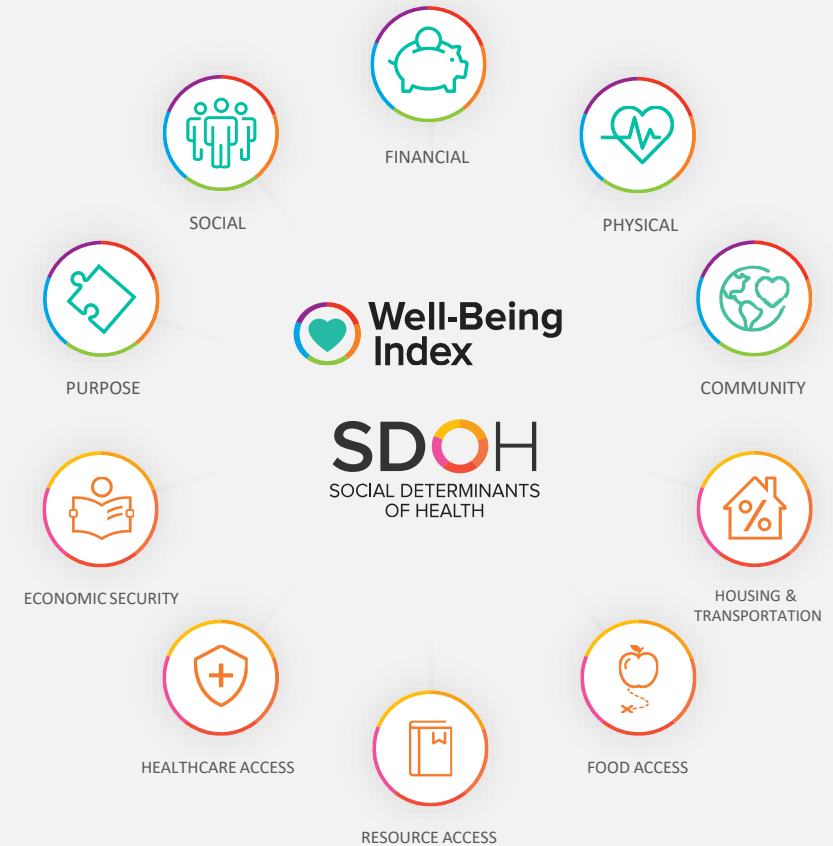 FINANCIAL
SOCIAL
PHYSICAL
Well-Being
Index
PURPOSE
COMMUNITY
SDOH
SOCIAL DETERMINANTS
OF HEALTH
ECONOMIC SECURITY
%
HOUSING &
TRANSPORTATION
HEALTHCARE ACCESS
FOOD ACCESS
RESOURCE ACCESS